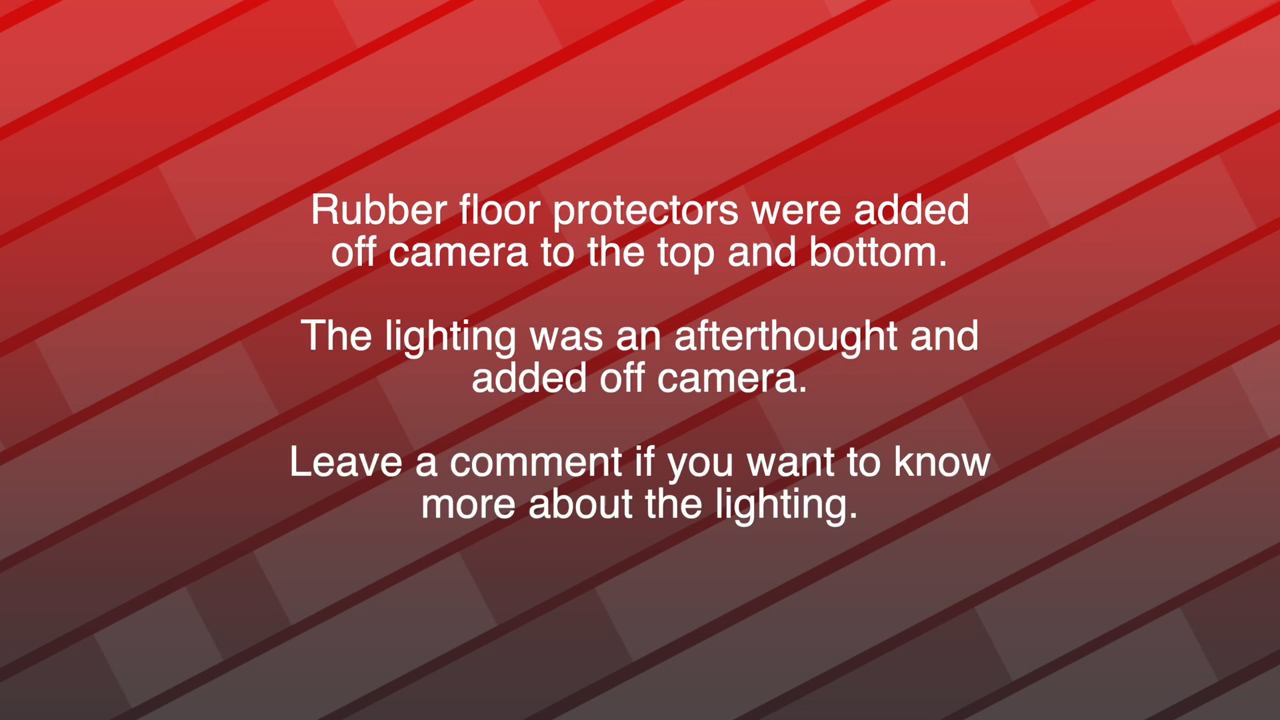 Rubber floor protectors were added
off camera to the top and bottom.
The lighting was an afterthought and
added off camera.
Leave a comment if you want to know
more about the lighting.